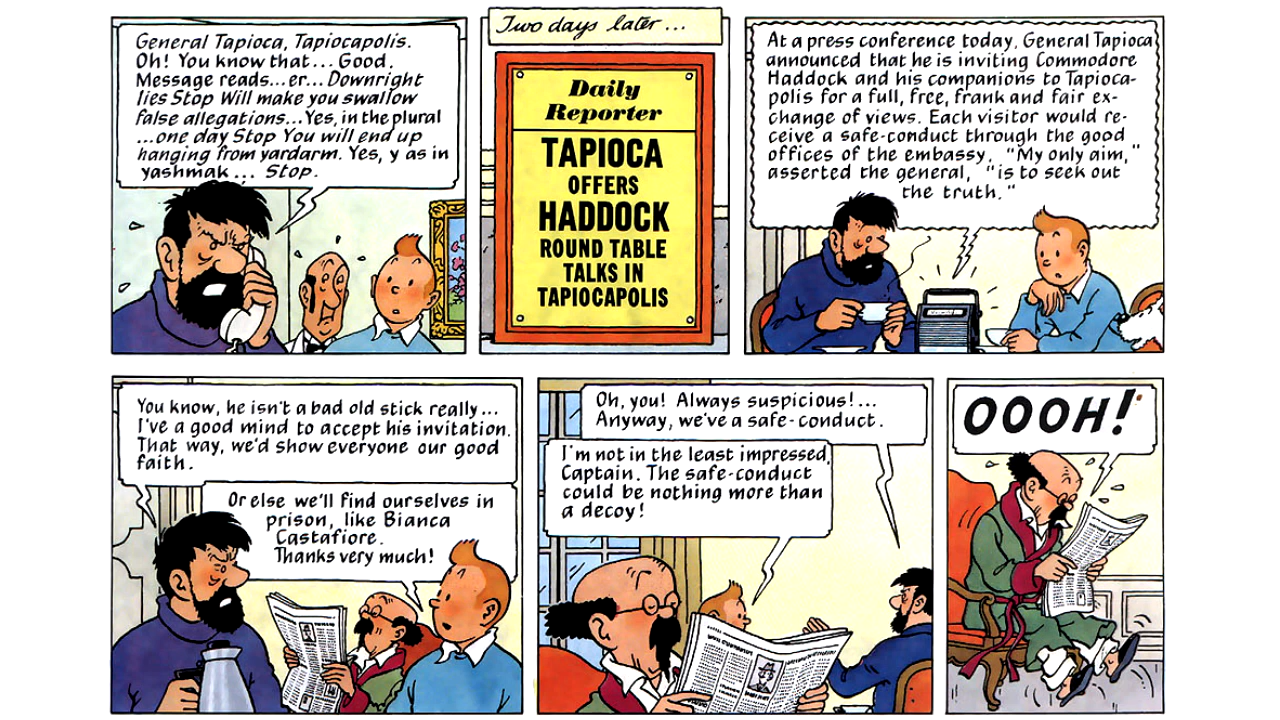 General Tapioca, Tapiocapolis.
Oh! You know that... Good.
Message reads...er... Downright
lies Stop Will make you swallow
false allegations...Yes, in the plural
...one day Stop You will end up
hanging from yardarm. Yes, y as in
yashmak... Stop.
Two days later...
Daily
Reporter
TAPIOCA
OFFERS
HADDOCK
ROUND TABLE
TALKS IN
TAPIOCAPOLIS
At a press conference today, General Tapioca
announced that he is inviting Commodore
Haddock and his companions to Tapioca-
polis for a full, free, frank and fair ex-
change of views. Each visitor would re-
ceive a safe-conduct through the good
offices of the embassy. "My only aim,"
asserted the general, "is to seek out
the truth."
You know, he isn't a bad old stick really...
I've a good mind to accept his invitation.
That way, we'd show everyone our good
faith.
Or else we'll find ourselves in
prison, like Bianca
Castafiore.
Thanks very much!
Oh, you! Always suspicious!...
Anyway, we've a safe-conduct.
I'm not in the least impressed,
Captain. The safe-conduct
could be nothing more than
a decoy!
OOOH!